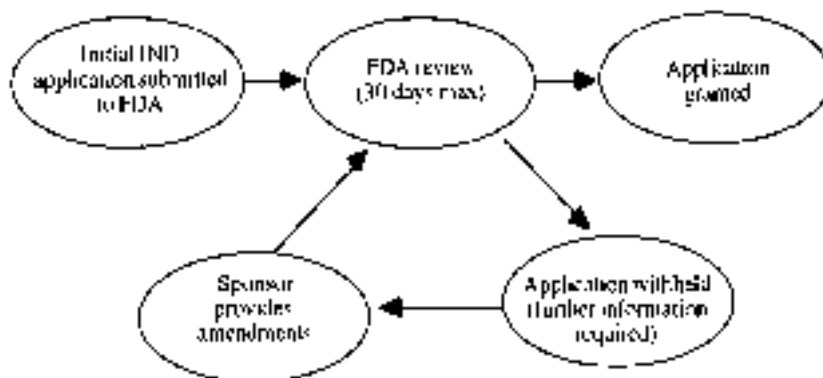 Initial IND
application submitted
to FDA
FDA review
(30 days max)
Application
granted
Sponsor
provides
amendments
Application withheld
(further information
required)